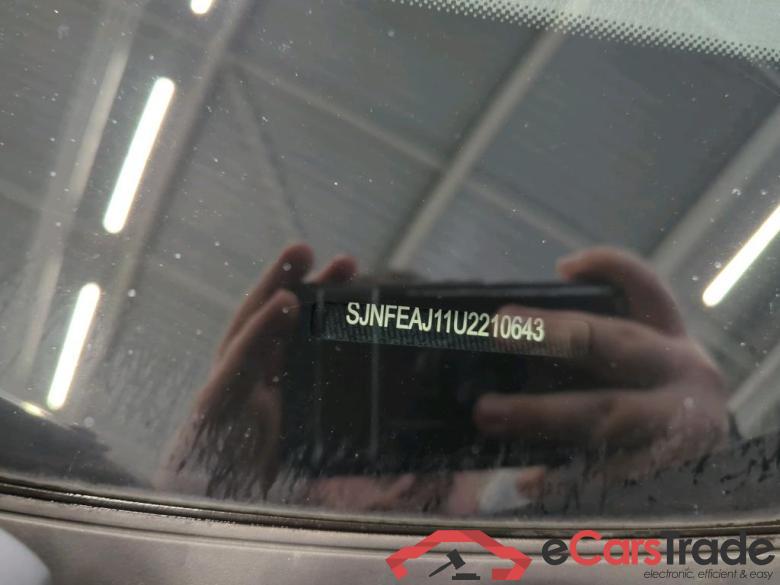 SJNFEAJ11U2210643
eCarsTrade
electronic, efficient & easy